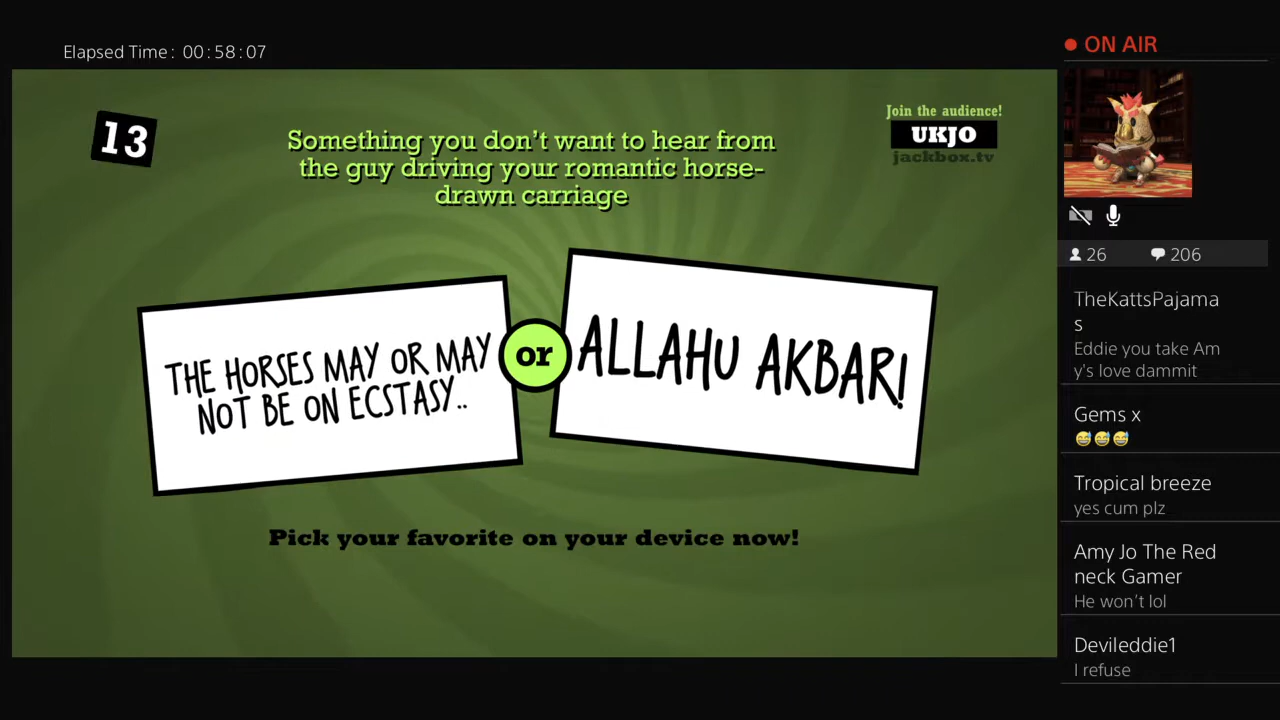 Elapsed Time: 00:58:07
ON AIR
13
Something you don't want to hear from
the guy driving your romantic horse-
drawn carriage
Join the audience!
UKJO
jackbox.tv
THE HORSES MAY OR MAY
NOT BE ON ECSTASY..
or
ALLAHU AKBAR!
Pick your favorite on your device now!
26
206
TheKattsPajama
s
Eddie you take Am
y's love dammit
Gems x
😅😅😅
Tropical breeze
yes cum plz
Amy Jo The Red
neck Gamer
He won't lol
Devileddie1
I refuse